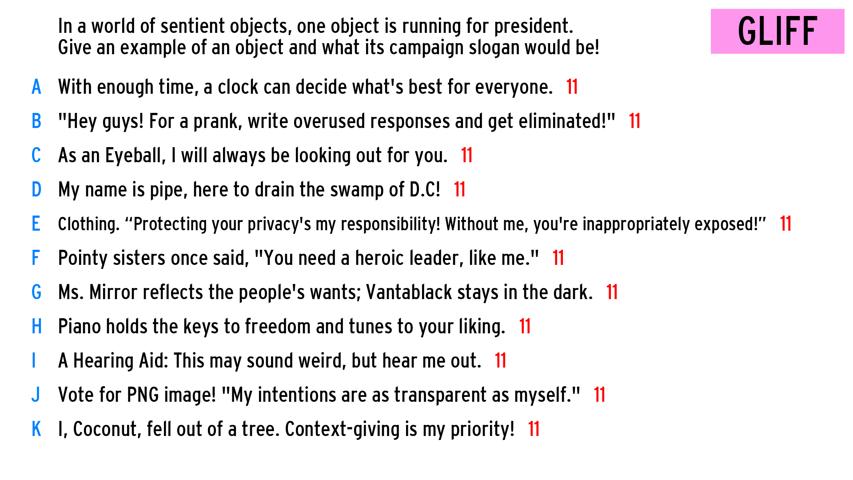 In a world of sentient objects, one object is running for president.
Give an example of an object and what its campaign slogan would be!
GLIFF
A With enough time, a clock can decide what's best for everyone. 11
B "Hey guys! For a prank, write overused responses and get eliminated!" 11
C As an Eyeball, I will always be looking out for you. 11
D My name is pipe, here to drain the swamp of D.C! 11
E Clothing. “Protecting your privacy's my responsibility! Without me, you're inappropriately exposed!” 11
F Pointy sisters once said, "You need a heroic leader, like me." 11
G Ms. Mirror reflects the people's wants; Vantablack stays in the dark. 11
H Piano holds the keys to freedom and tunes to your liking. 11
I A Hearing Aid: This may sound weird, but hear me out. 11
J Vote for PNG image! "My intentions are as transparent as myself." 11
K I, Coconut, fell out of a tree. Context-giving is my priority! 11